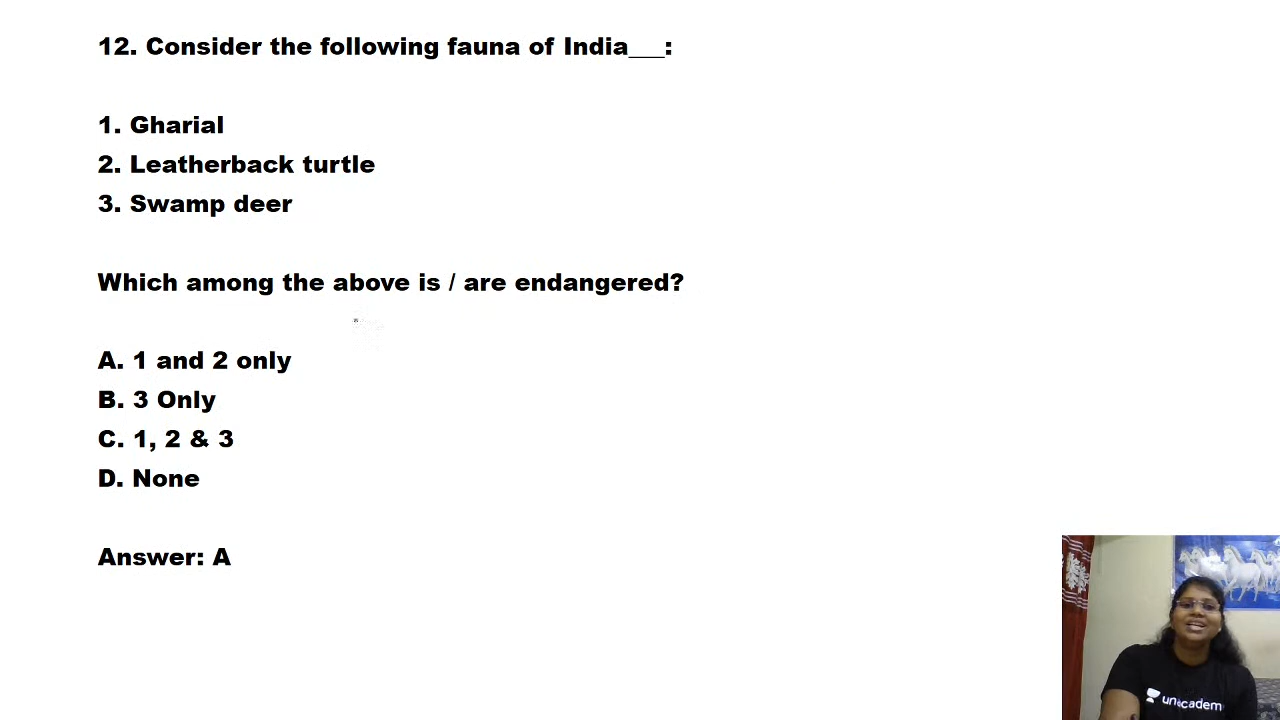 12. Consider the following fauna of India___:
1. Gharial
2. Leatherback turtle
3. Swamp deer
Which among the above is / are endangered?
A. 1 and 2 only
B. 3 Only
C. 1, 2 & 3
D. None
Answer: A
unacadem